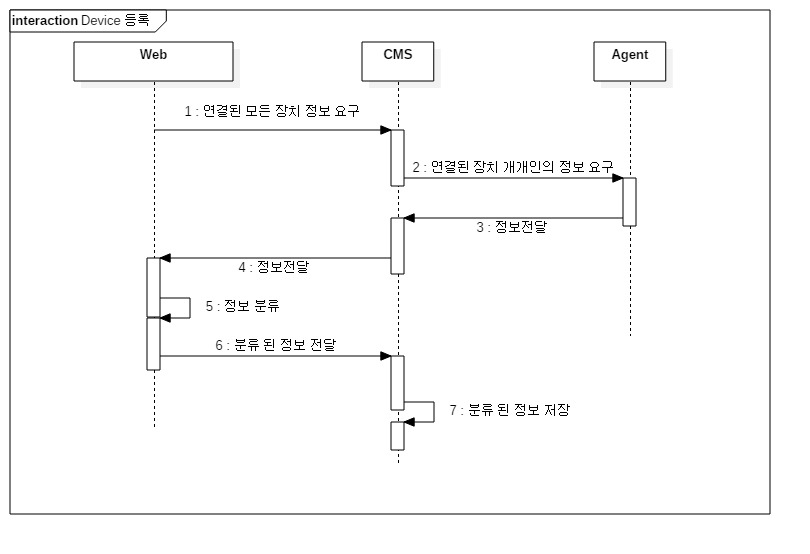 interaction Device 등록
Web CMS Agent
1 : 연결된 모든 장치 정보 요구
2 : 연결된 장치 개개인의 정보 요구
3 : 정보전달
4 : 정보전달
5 : 정보 분류
6 : 분류 된 정보 전달
7 : 분류 된 정보 저장